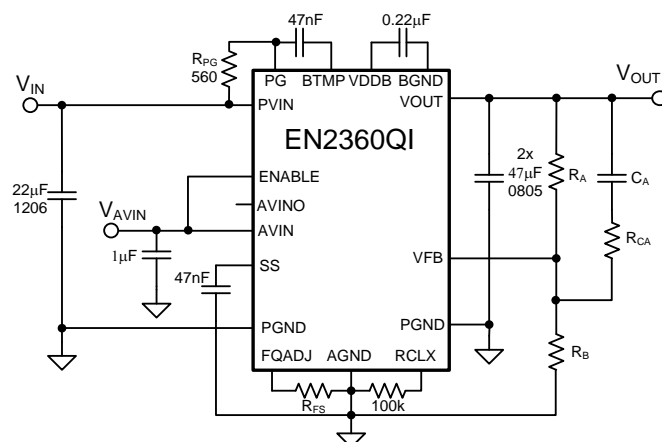 47nF
0.22µF
R_PG
560
PG
BTMP
VDDB
BGND
V_IN
PVIN
VOUT
V_OUT
EN2360QI
22µF
1206
ENABLE
AVINO
AVIN
V_AVIN
1µF
47nF
SS
2x
47µF
0805
R_A
C_A
R_CA
VFB
PGND
PGND
R_B
FQADJ
AGND
RCLX
R_FS
100k